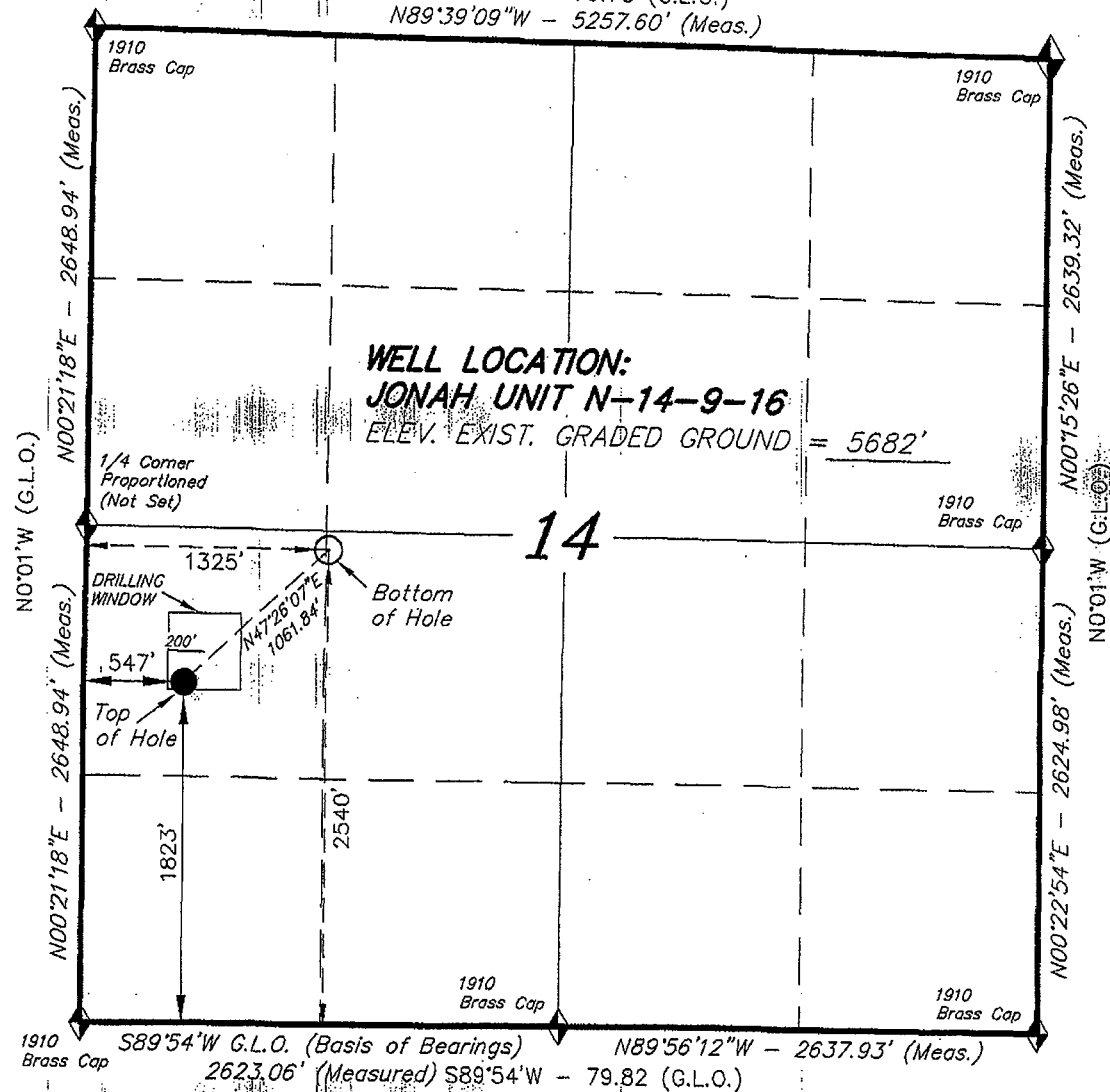 (G.L.O.)
N89°39'09"W – 5257.60' (Meas.)
1910
Brass Cap
1910
Brass Cap
N00°21'18"E – 2648.94' (Meas.)
N00°15'26"E – 2639.32' (Meas.)
WELL LOCATION:
JONAH UNIT N–14–9–16
ELEV. EXIST. GRADED GROUND = 5682'
N0°01'W (G.L.O.)
1/4 Corner
Proportioned
(Not Set)
1910
Brass Cap
N0°01'W (G.L.O.)
14
1325'
Bottom
of Hole
DRILLING
WINDOW
N47°26'07"E
1061.84'
200'
547'
Top
of Hole
N00°21'18"E – 2648.94' (Meas.)
1823'
2540'
N00°22'54"E – 2624.98' (Meas.)
1910
Brass Cap
1910
Brass Cap
1910
Brass Cap
S89°54'W G.L.O. (Basis of Bearings)
N89°56'12"W – 2637.93' (Meas.)
2623.06' (Measured) S89°54'W – 79.82 (G.L.O.)